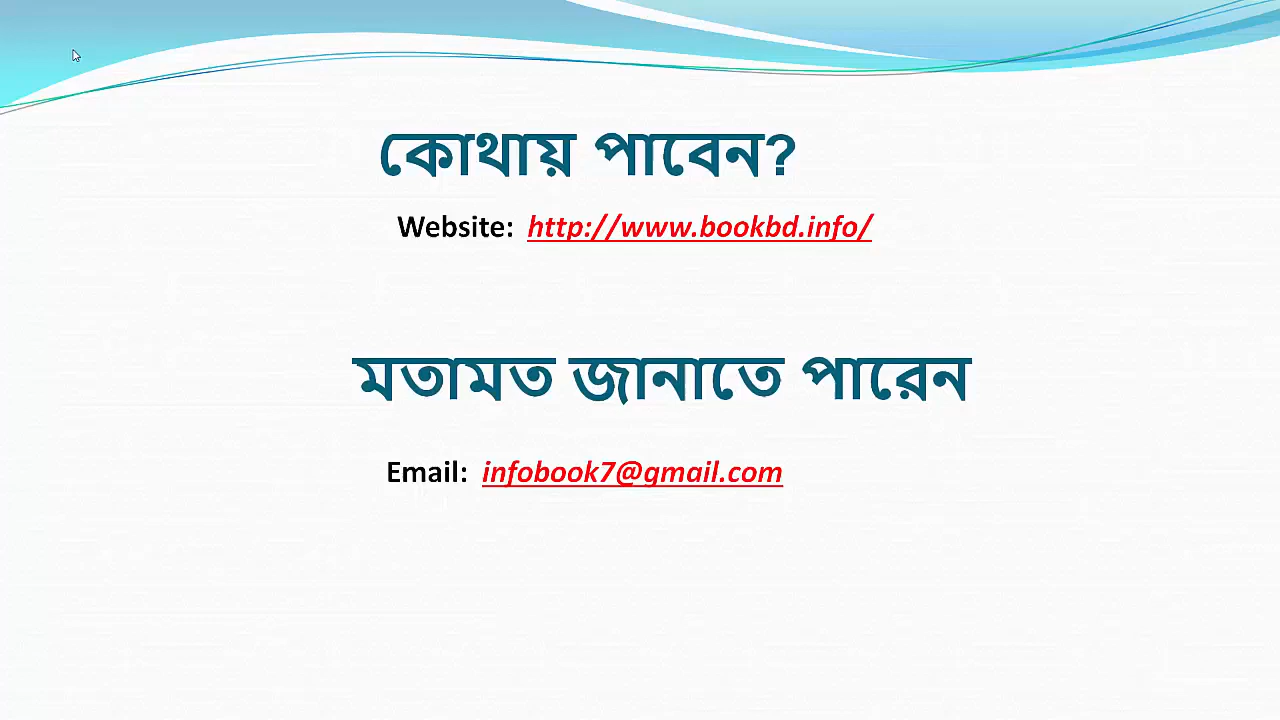 কোথায় পাবেন?
Website: http://www.bookbd.info/
মতামত জানাতে পারেন
Email: infobook7@gmail.com